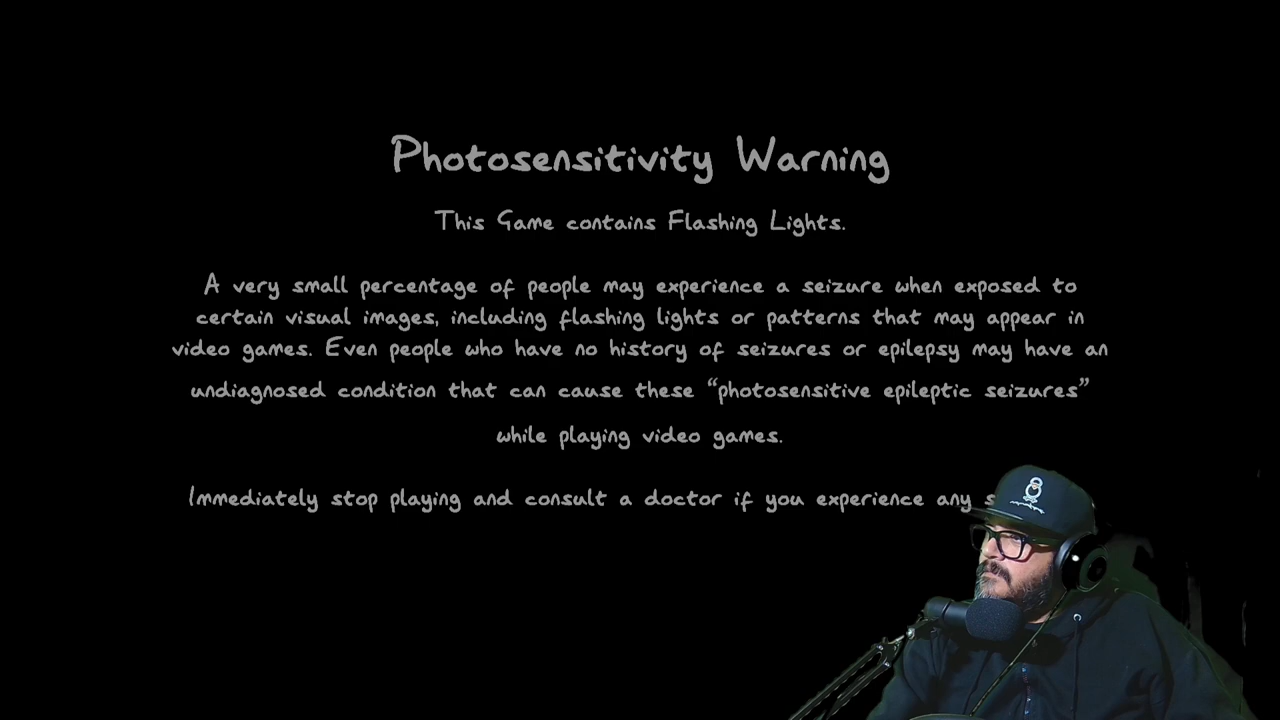 Photosensitivity Warning
This Game contains Flashing Lights.
A very small percentage of people may experience a seizure when exposed to
certain visual images, including flashing lights or patterns that may appear in
video games. Even people who have no history of seizures or epilepsy may have an
undiagnosed condition that can cause these “photosensitive epileptic seizures”
while playing video games.
Immediately stop playing and consult a doctor if you experience any